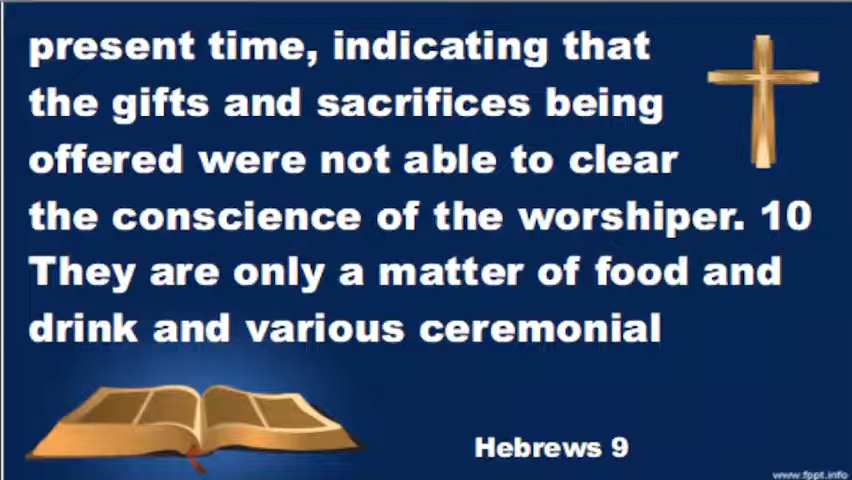 present time, indicating that
the gifts and sacrifices being
offered were not able to clear
the conscience of the worshiper. 10
They are only a matter of food and
drink and various ceremonial
Hebrews 9
www.fppt.info